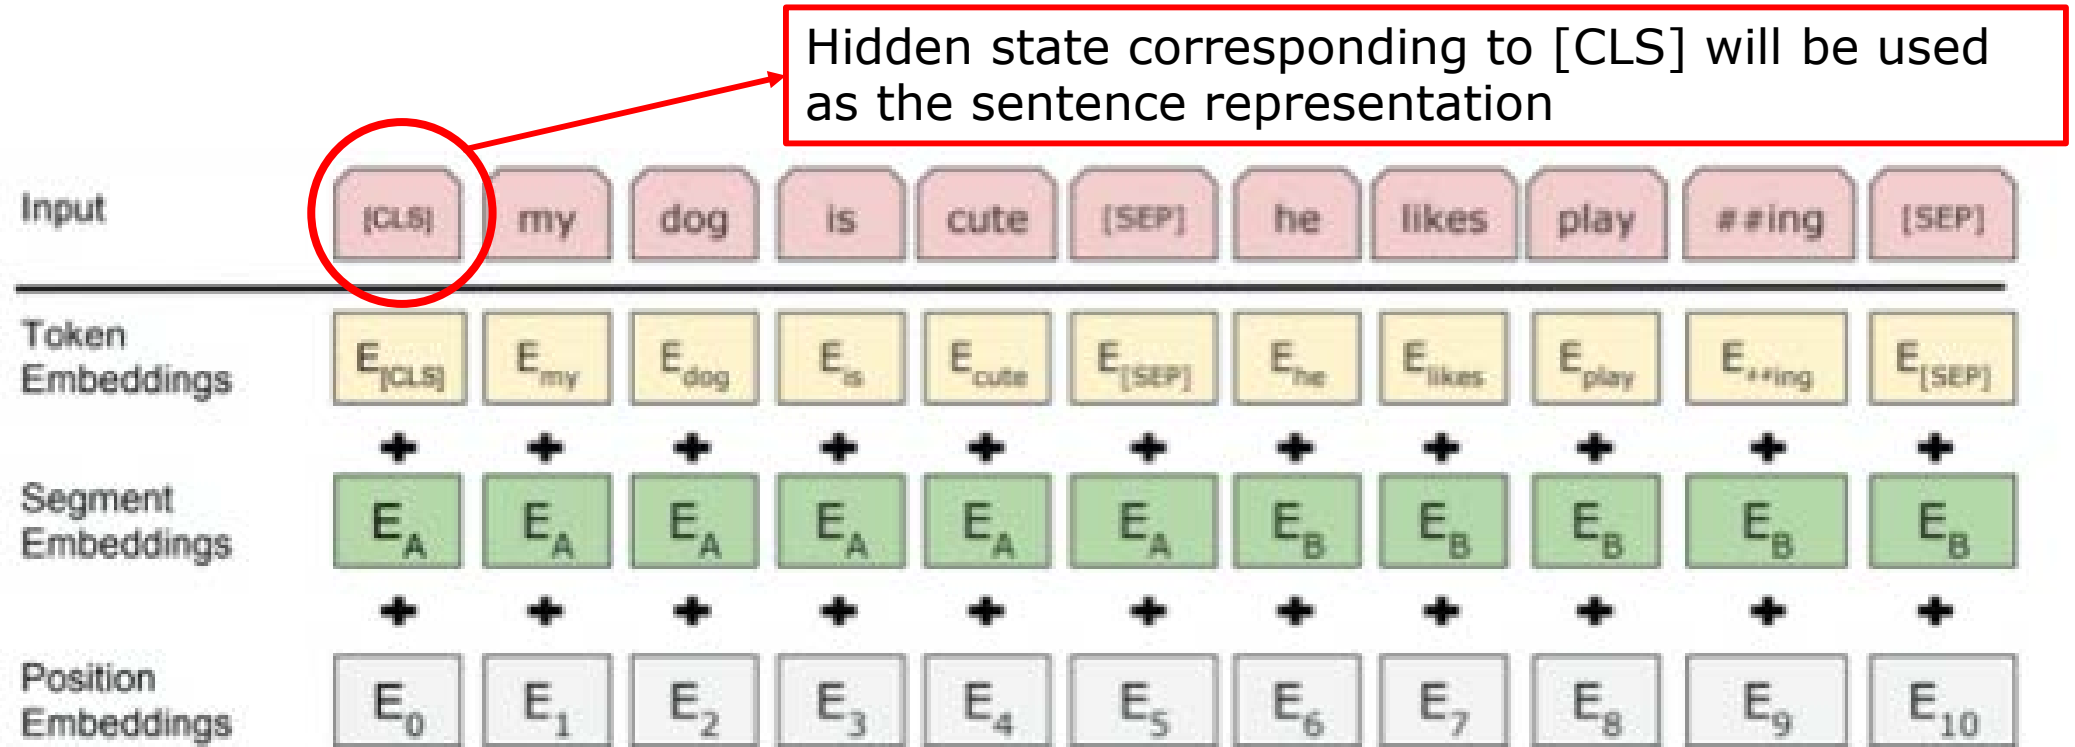 Hidden state corresponding to [CLS] will be used
as the sentence representation
Input [CLS] my dog is cute [SEP] he likes play ##ing [SEP]
Token
Embeddings
E[CLS] Emy Edog Eis Ecute E[SEP] Ehe Elikes Eplay E##ing E[SEP]
+ + + + + + + + + + +
Segment
Embeddings
EA EA EA EA EA EA EB EB EB EB EB
+ + + + + + + + + + +
Position
Embeddings
E0 E1 E2 E3 E4 E5 E6 E7 E8 E9 E10